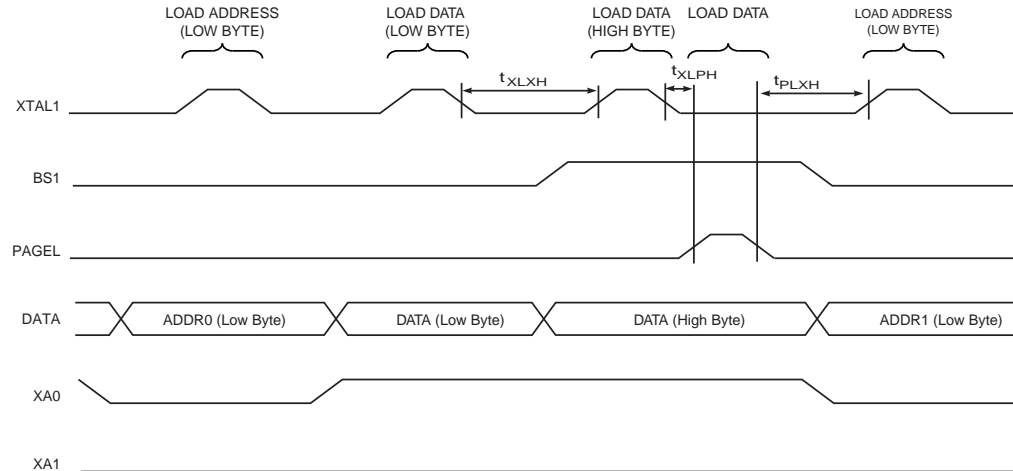 LOAD ADDRESS
(LOW BYTE)
LOAD DATA
(LOW BYTE)
LOAD DATA
(HIGH BYTE)
LOAD DATA
LOAD ADDRESS
(LOW BYTE)
tXLXH
tXLPH
tPLXH
XTAL1
BS1
PAGEL
DATA
ADDR0 (Low Byte)
DATA (Low Byte)
DATA (High Byte)
ADDR1 (Low Byte)
XA0
XA1